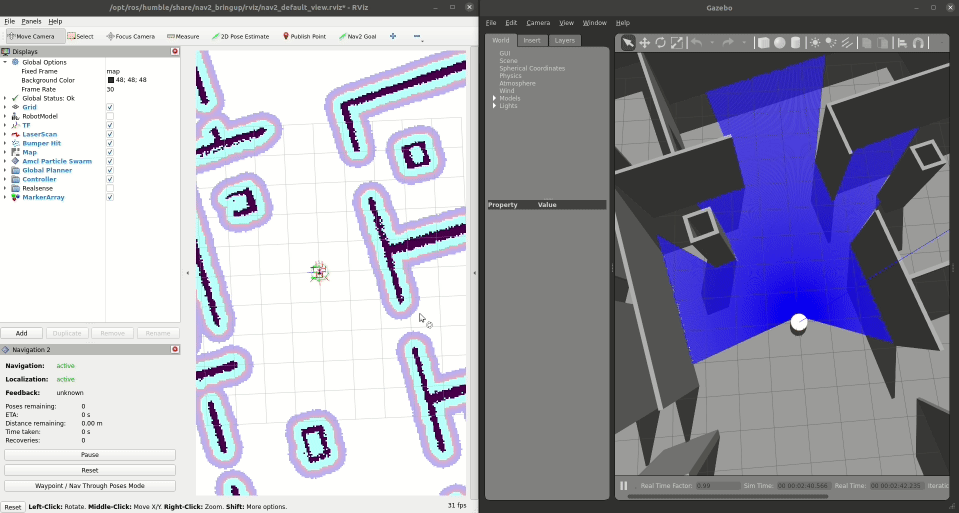 /opt/ros/humble/share/nav2_bringup/rviz/nav2_default_view.rviz* - RViz
File Panels Help
Move Camera Select Focus Camera Measure 2D Pose Estimate Publish Point Nav2 Goal
Displays
Global Options
Fixed Frame map
Background Color 48; 48; 48
Frame Rate 30
Global Status: Ok
Grid
RobotModel
TF
LaserScan
Bumper Hit
Map
Amcl Particle Swarm
Global Planner
Controller
Realsense
MarkerArray
Add Duplicate Remove Rename
Navigation 2
Navigation: active
Localization: active
Feedback: unknown
Poses remaining: 0
ETA: 0 s
Distance remaining: 0.00 m
Time taken: 0 s
Recoveries: 0
Pause
Reset
Waypoint / Nav Through Poses Mode
Reset Left-Click: Rotate. Middle-Click: Move X/Y. Right-Click: Zoom. Shift: More options. 31 fps
Gazebo
File Edit Camera View Window Help
World Insert Layers
GUI
Scene
Spherical Coordinates
Physics
Atmosphere
Wind
Models
Lights
Property Value
Real Time Factor: 0.99 Sim Time: 00 00:02:40.566 Real Time: 00 00:02:42.235 Iteratio